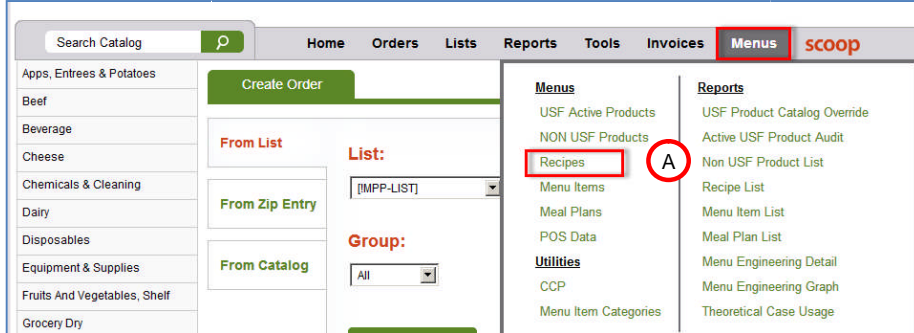 Search Catalog
Home Orders Lists Reports Tools Invoices Menus scoop
Apps, Entrees & Potatoes
Beef
Beverage
Cheese
Chemicals & Cleaning
Dairy
Disposables
Equipment & Supplies
Fruits And Vegetables, Shelf
Grocery Dry
Create Order
From List
From Zip Entry
From Catalog
List:
[!MPP-LIST]
Group:
All
Menus
USF Active Products
NON USF Products
Recipes
A
Menu Items
Meal Plans
POS Data
Utilities
CCP
Menu Item Categories
Reports
USF Product Catalog Override
Active USF Product Audit
Non USF Product List
Recipe List
Menu Item List
Meal Plan List
Menu Engineering Detail
Menu Engineering Graph
Theoretical Case Usage